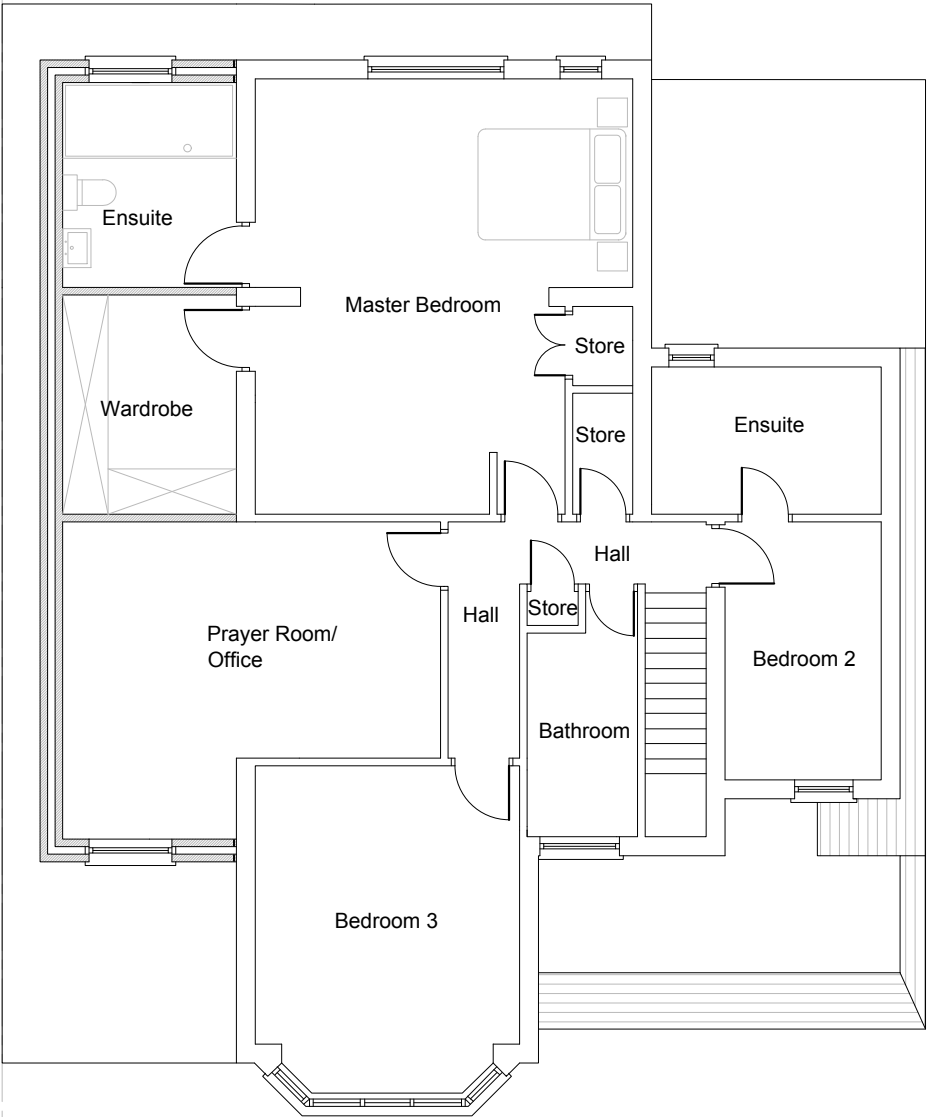 Ensuite
Master Bedroom
Store
Wardrobe
Store
Ensuite
Hall
Hall
Store
Prayer Room/
Office
Bedroom 2
Bathroom
Bedroom 3